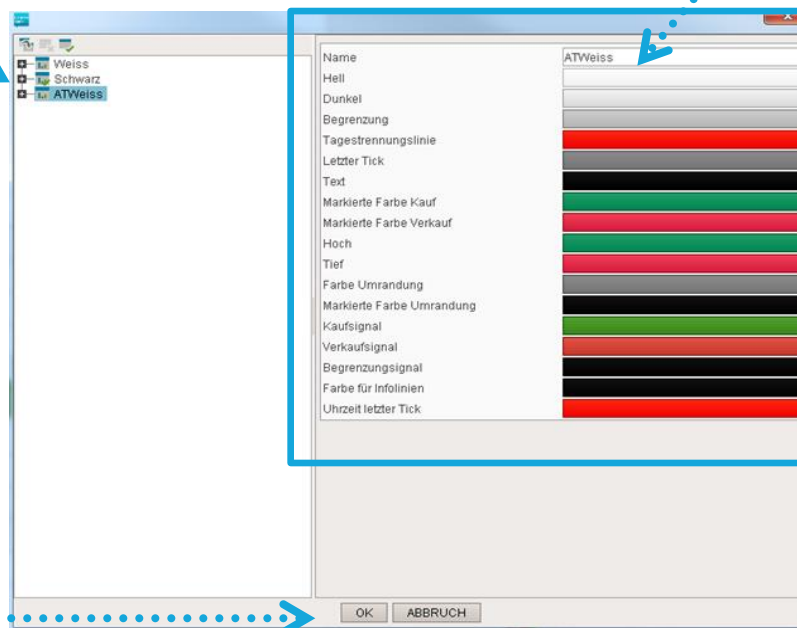 Weiss
Schwarz
ATWeiss
Name ATWeiss
Hell
Dunkel
Begrenzung
Tagestrennungslinie
Letzter Tick
Text
Markierte Farbe Kauf
Markierte Farbe Verkauf
Hoch
Tief
Farbe Umrandung
Markierte Farbe Umrandung
Kaufsignal
Verkaufsignal
Begrenzungsignal
Farbe für Infolinien
Uhrzeit letzter Tick
OK ABBRUCH